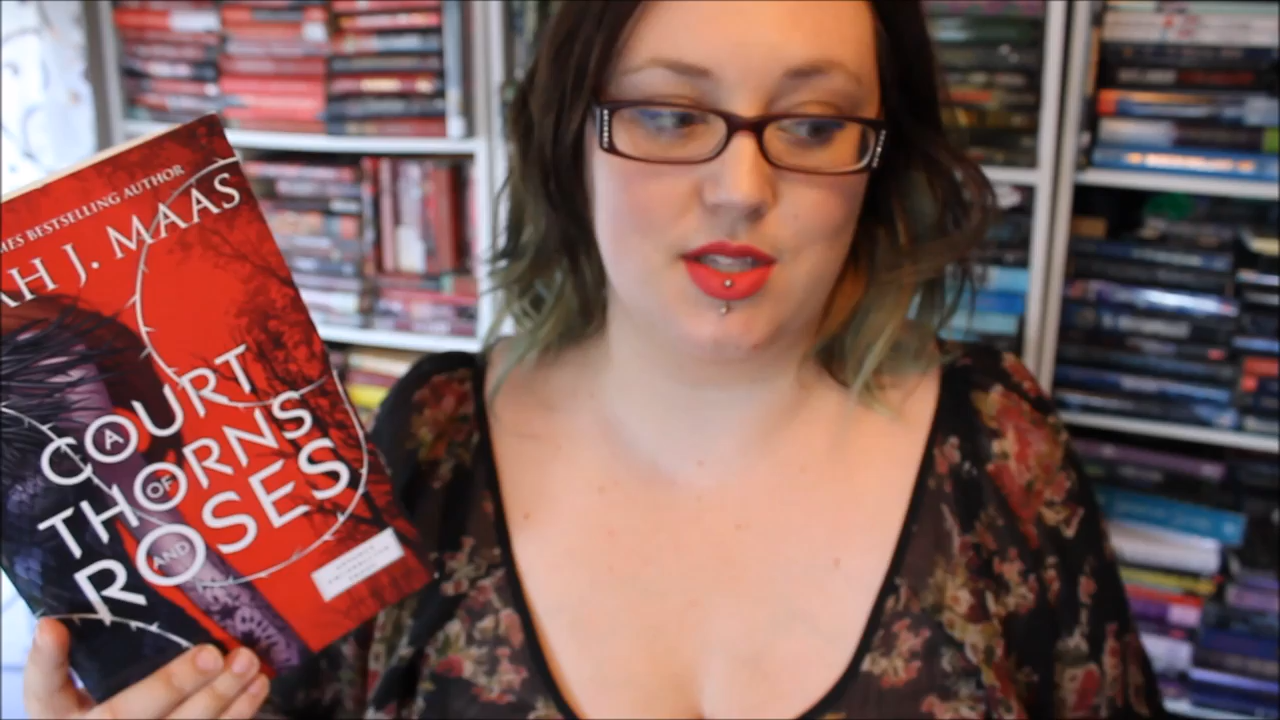 MES BESTSELLING AUTHOR
AH J. MAAS
A
COURT
OF
THORNS
AND
ROSES